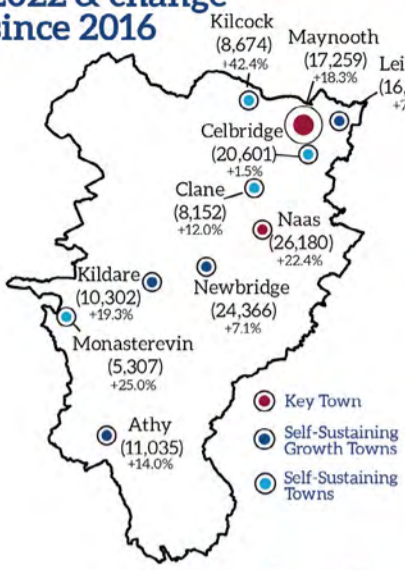 2022 & change
since 2016
Kilcock
(8,674)
+42.4%
Maynooth
(17,259)
+18.3%
Celbridge
(20,601)
+1.5%
Clane
(8,152)
+12.0%
Naas
(26,180)
+22.4%
Kildare
(10,302)
+19.3%
Newbridge
(24,366)
+7.1%
Monasterevin
(5,307)
+25.0%
Athy
(11,035)
+14.0%
Key Town
Self-Sustaining
Growth Towns
Self-Sustaining
Towns